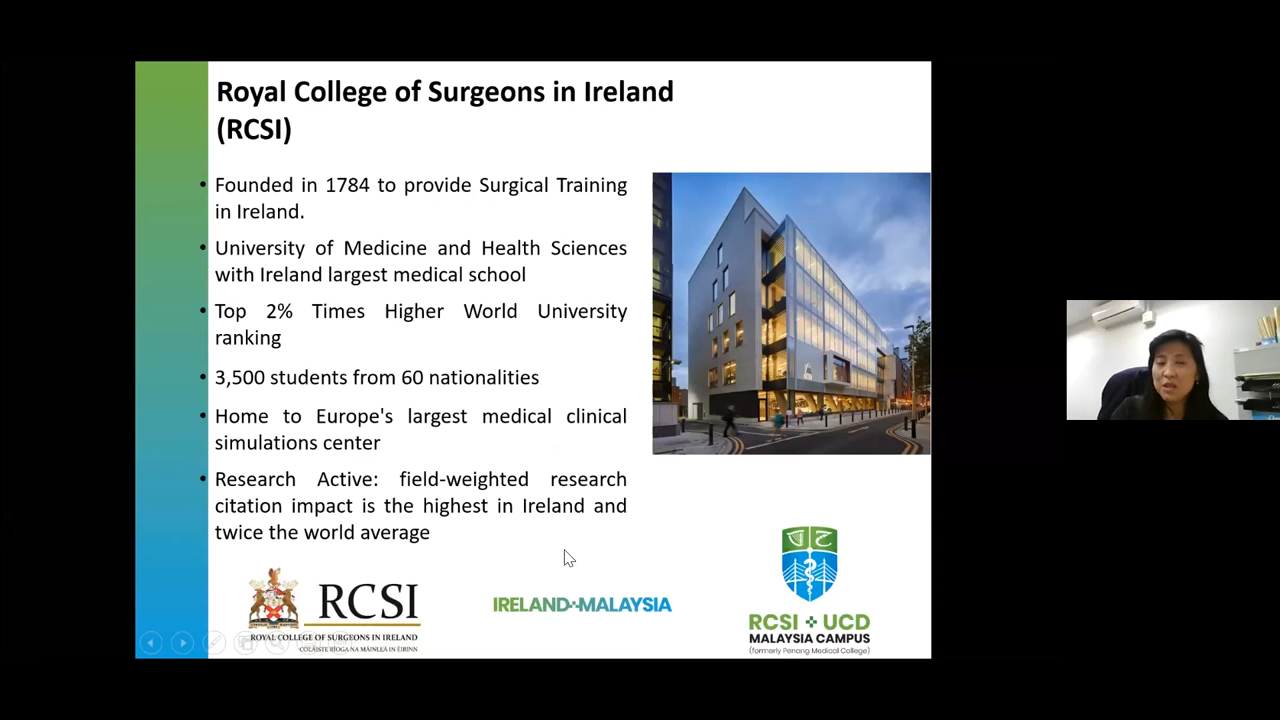 Royal College of Surgeons in Ireland
(RCSI)
• Founded in 1784 to provide Surgical Training
in Ireland.
• University of Medicine and Health Sciences
with Ireland largest medical school
• Top 2% Times Higher World University
ranking
• 3,500 students from 60 nationalities
• Home to Europe's largest medical clinical
simulations center
• Research Active: field-weighted research
citation impact is the highest in Ireland and
twice the world average
RCSI
ROYAL COLLEGE OF SURGEONS IN IRELAND
COLÁISTE RÍOGA NA MÁINLEÁ IN ÉIRINN
IRELAND MALAYSIA
RCSI + UCD
MALAYSIA CAMPUS
(formerly Penang Medical College)